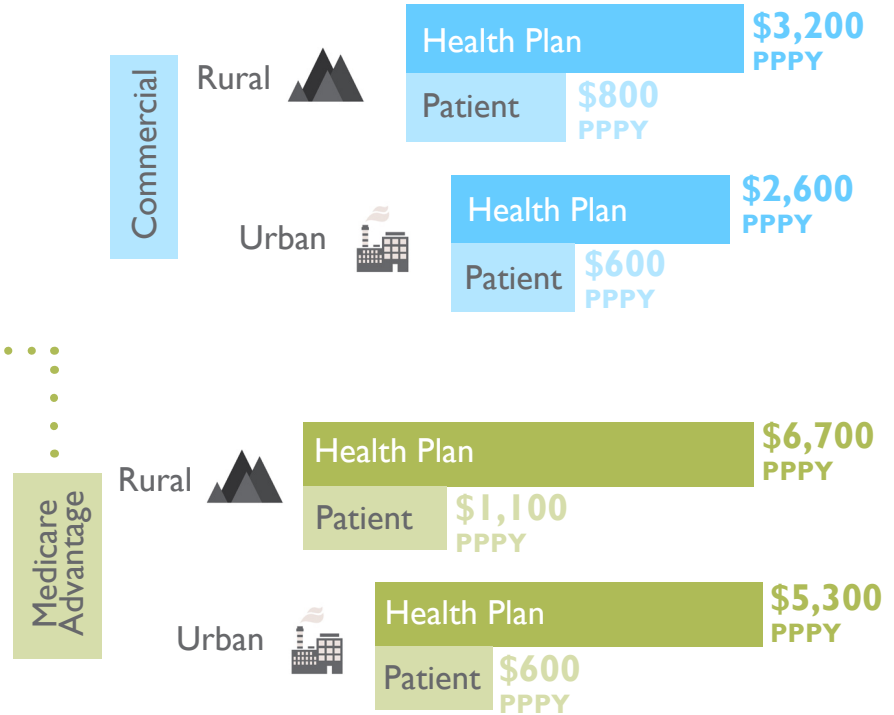 Commercial
Rural
Health Plan
$3,200
PPPY
Patient
$800
PPPY
Urban
Health Plan
$2,600
PPPY
Patient
$600
PPPY
Medicare
Advantage
Rural
Health Plan
$6,700
PPPY
Patient
$1,100
PPPY
Urban
Health Plan
$5,300
PPPY
Patient
$600
PPPY